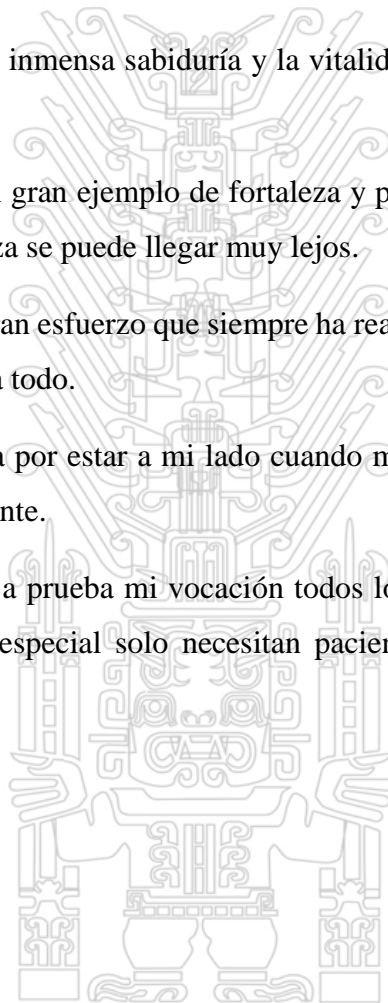 inmensa sabiduría y la vitalid
gran ejemplo de fortaleza y p
za se puede llegar muy lejos.
an esfuerzo que siempre ha rea
todo.
a por estar a mi lado cuando m
nte.
a prueba mi vocación todos lo
especial solo necesitan pacien